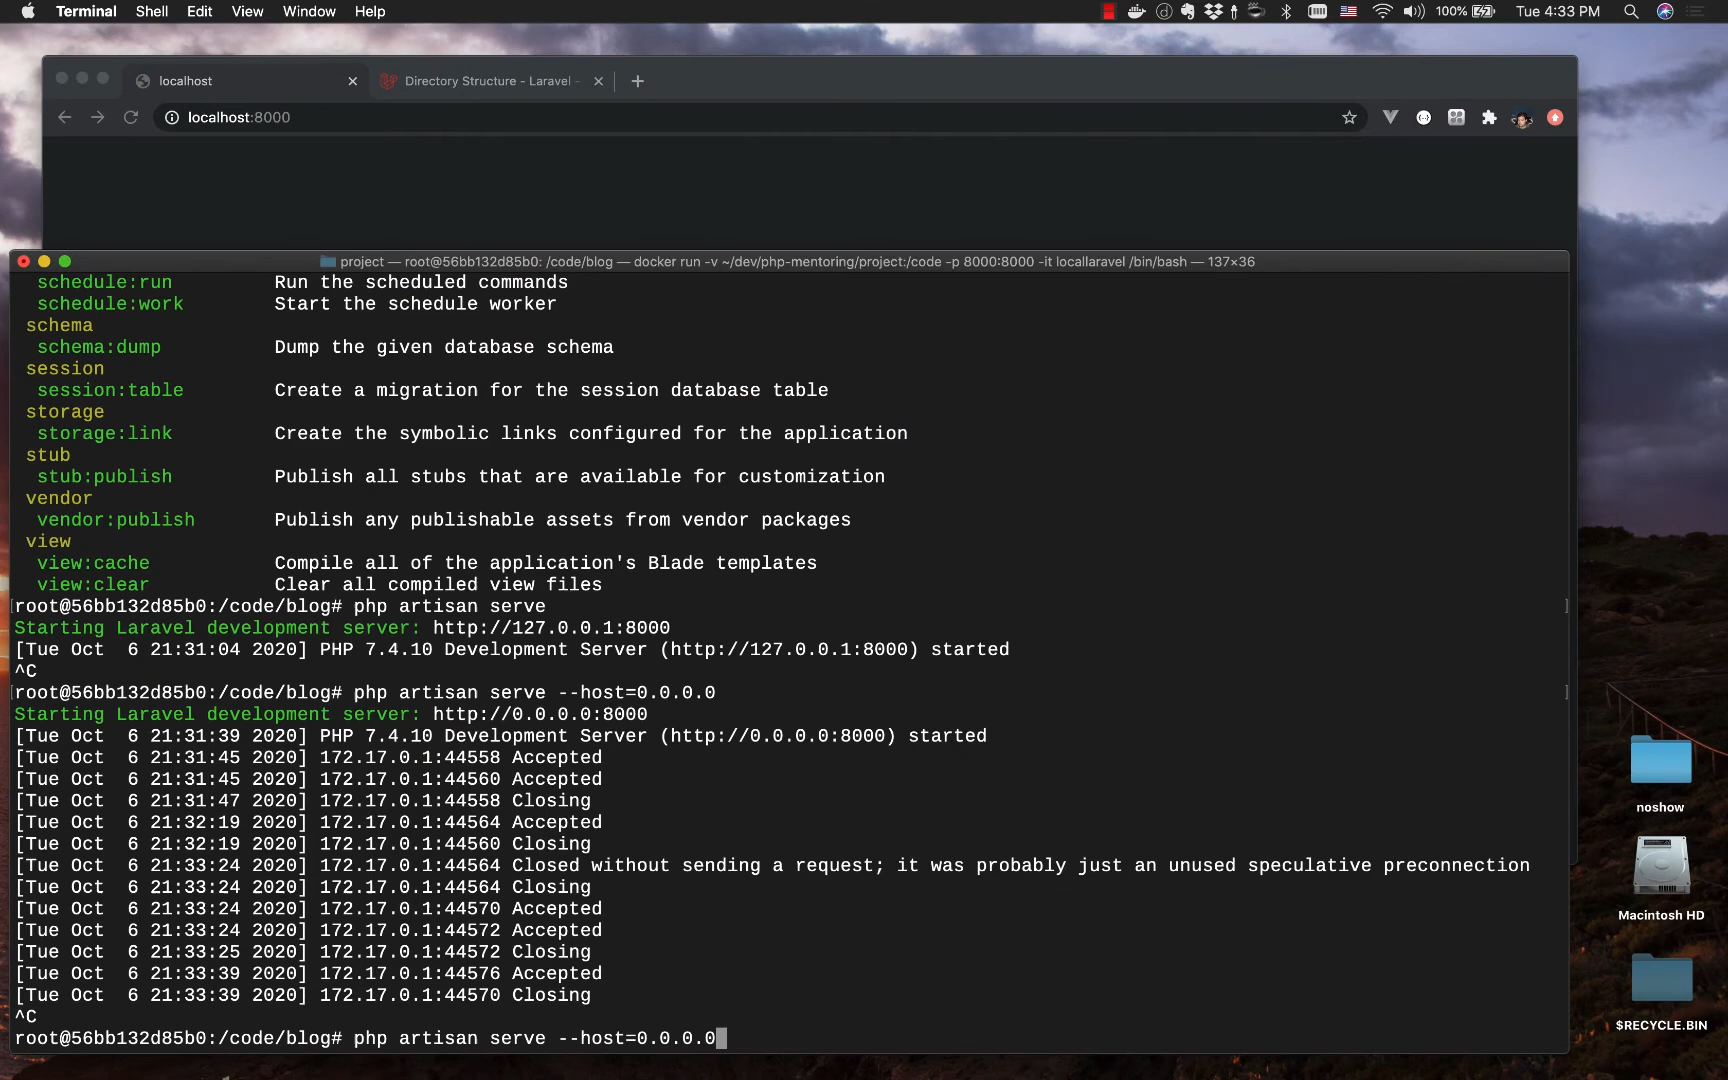 Terminal Shell Edit View Window Help 100% Tue 4:33 PM
localhost Directory Structure - Laravel -
localhost:8000
project — root@56bb132d85b0: /code/blog — docker run -v ~/dev/php-mentoring/project:/code -p 8000:8000 -it locallaravel /bin/bash — 137×36
schedule:run Run the scheduled commands
schedule:work Start the schedule worker
schema
schema:dump Dump the given database schema
session
session:table Create a migration for the session database table
storage
storage:link Create the symbolic links configured for the application
stub
stub:publish Publish all stubs that are available for customization
vendor
vendor:publish Publish any publishable assets from vendor packages
view
view:cache Compile all of the application's Blade templates
view:clear Clear all compiled view files
[root@56bb132d85b0:/code/blog# php artisan serve ]
Starting Laravel development server: http://127.0.0.1:8000
[Tue Oct  6 21:31:04 2020] PHP 7.4.10 Development Server (http://127.0.0.1:8000) started
^C
[root@56bb132d85b0:/code/blog# php artisan serve --host=0.0.0.0 ]
Starting Laravel development server: http://0.0.0.0:8000
[Tue Oct  6 21:31:39 2020] PHP 7.4.10 Development Server (http://0.0.0.0:8000) started
[Tue Oct  6 21:31:45 2020] 172.17.0.1:44558 Accepted
[Tue Oct  6 21:31:45 2020] 172.17.0.1:44560 Accepted
[Tue Oct  6 21:31:47 2020] 172.17.0.1:44558 Closing
[Tue Oct  6 21:32:19 2020] 172.17.0.1:44564 Accepted
[Tue Oct  6 21:32:19 2020] 172.17.0.1:44560 Closing
[Tue Oct  6 21:33:24 2020] 172.17.0.1:44564 Closed without sending a request; it was probably just an unused speculative preconnection
[Tue Oct  6 21:33:24 2020] 172.17.0.1:44564 Closing
[Tue Oct  6 21:33:24 2020] 172.17.0.1:44570 Accepted
[Tue Oct  6 21:33:24 2020] 172.17.0.1:44572 Accepted
[Tue Oct  6 21:33:25 2020] 172.17.0.1:44572 Closing
[Tue Oct  6 21:33:39 2020] 172.17.0.1:44576 Accepted
[Tue Oct  6 21:33:39 2020] 172.17.0.1:44570 Closing
^C
root@56bb132d85b0:/code/blog# php artisan serve --host=0.0.0.0
noshow
Macintosh HD
$RECYCLE.BIN